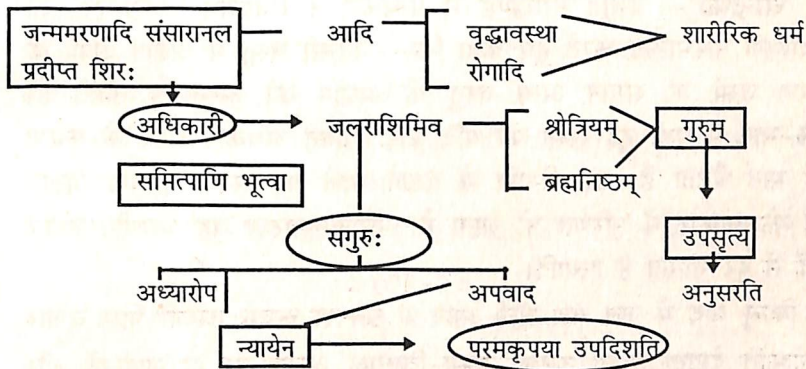 जन्ममरणादि संसारानल
प्रदीप्त शिरः
आदि
वृद्धावस्था
रोगादि
शारीरिक धर्म
अधिकारी
जलराशिमिव
श्रोत्रियम्
ब्रह्मनिष्ठम्
गुरुम्
समित्पाणि भूत्वा
सगुरुः
उपसृत्य
अध्यारोप
अपवाद
अनुसरति
न्यायेन
परमकृपया उपदिशति